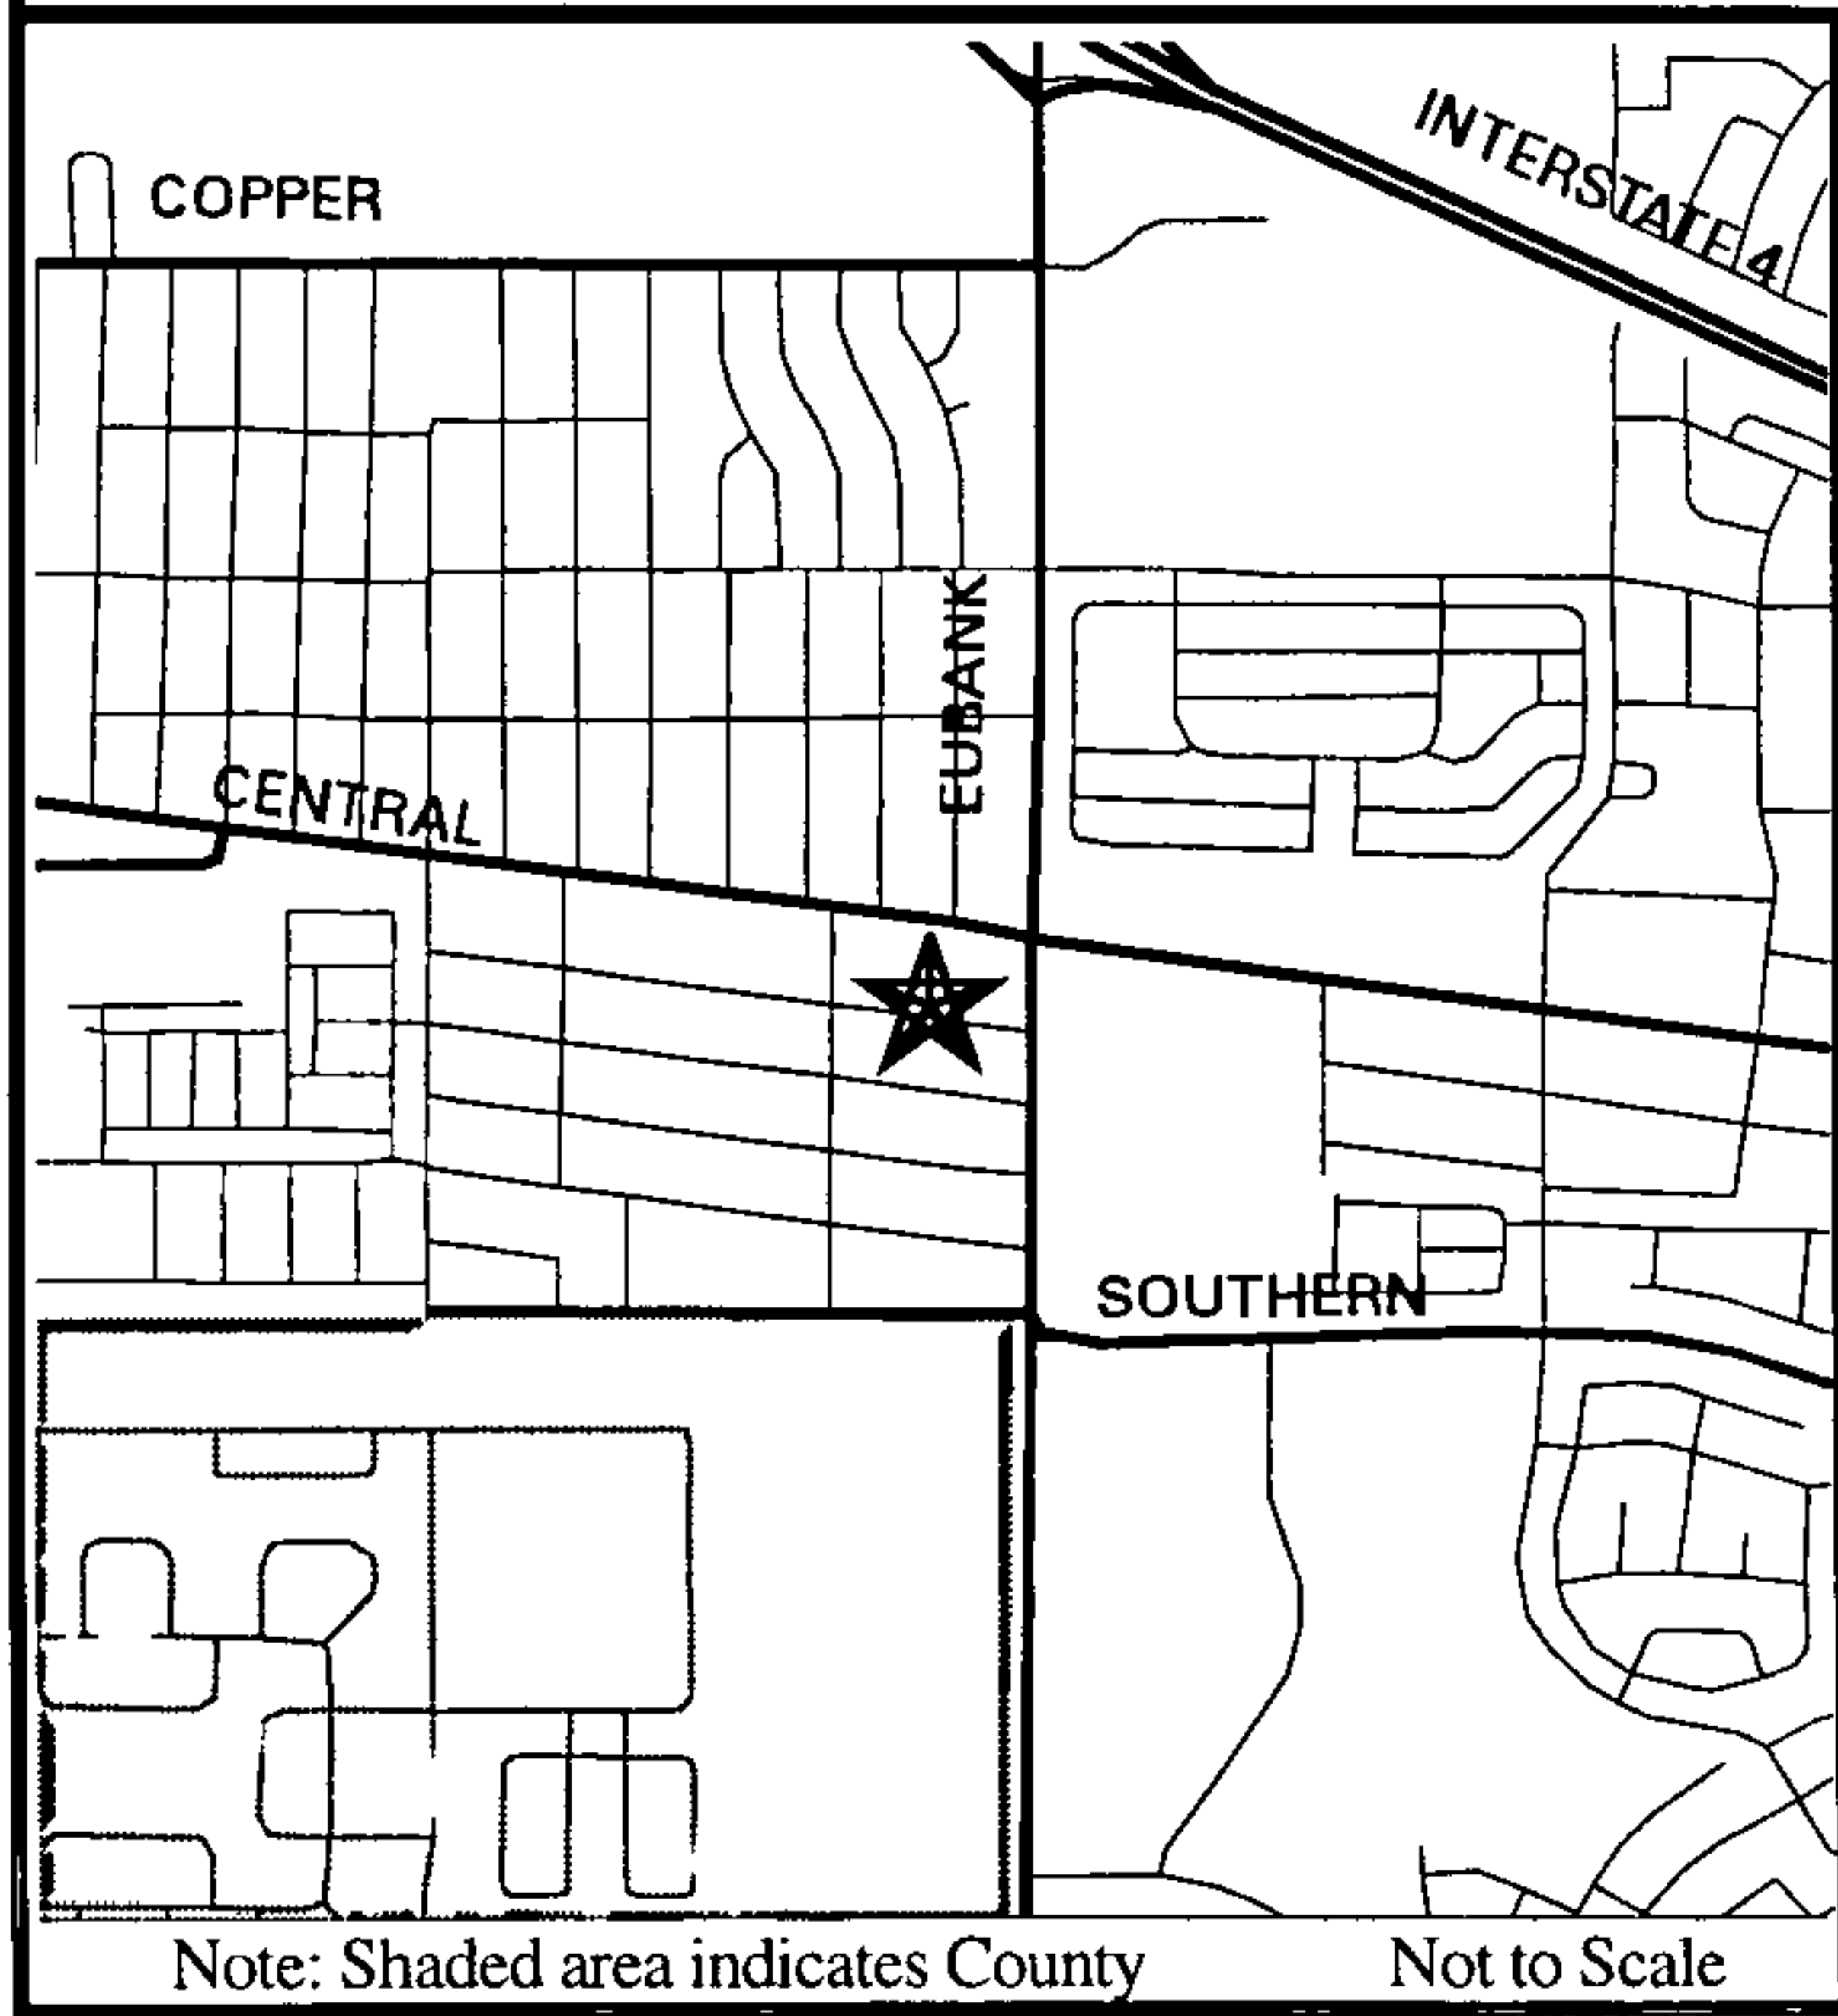 COPPER
INTERSTATE 4
EUBANK
CENTRAL
SOUTHERN
Note: Shaded area indicates County
Not to Scale